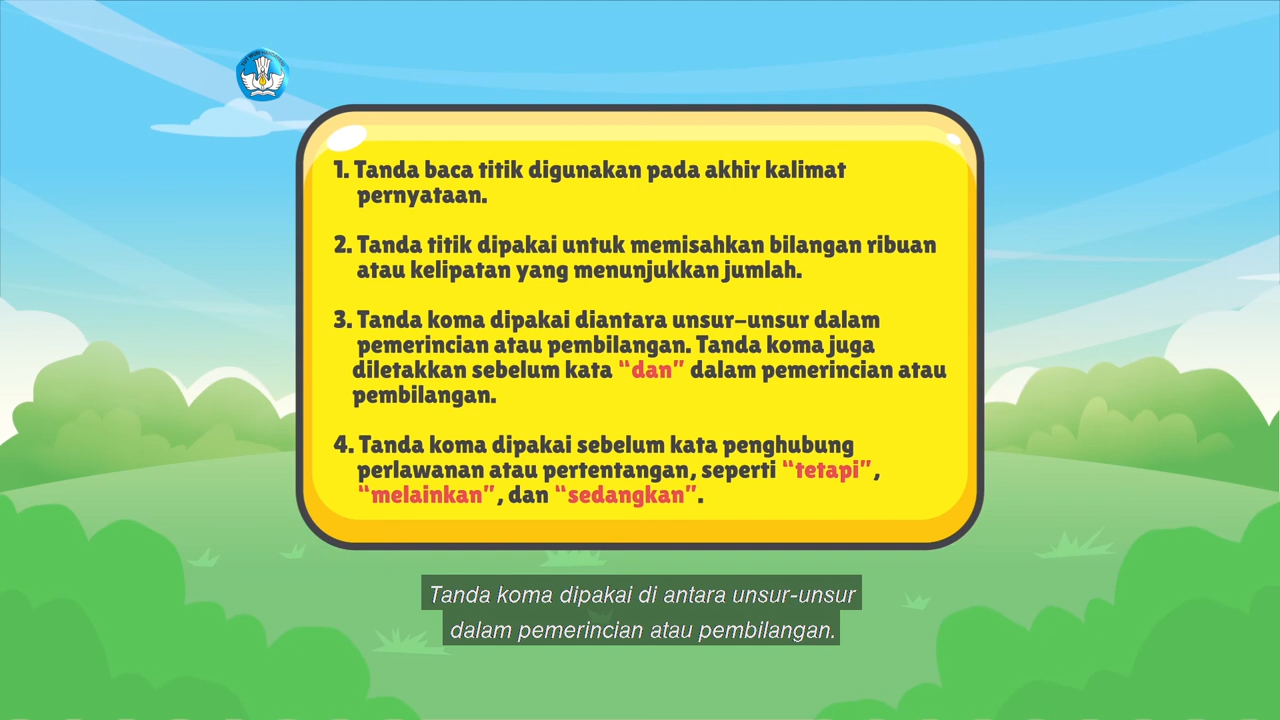 1. Tanda baca titik digunakan pada akhir kalimat
pernyataan.
2. Tanda titik dipakai untuk memisahkan bilangan ribuan
atau kelipatan yang menunjukkan jumlah.
3. Tanda koma dipakai diantara unsur-unsur dalam
pemerincian atau pembilangan. Tanda koma juga
diletakkan sebelum kata “dan” dalam pemerincian atau
pembilangan.
4. Tanda koma dipakai sebelum kata penghubung
perlawanan atau pertentangan, seperti “tetapi”,
“melainkan”, dan “sedangkan”.
Tanda koma dipakai di antara unsur-unsur
dalam pemerincian atau pembilangan.